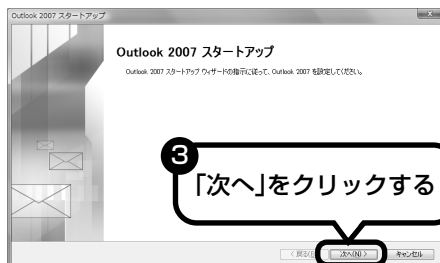 Outlook 2007 スタートアップ
Outlook 2007 スタートアップ
Outlook 2007 スタートアップ ウィザードの指示に従って、Outlook 2007 を設定してください。
3
「次へ」をクリックする
< 戻る(
次へ(N) >
キャンセル